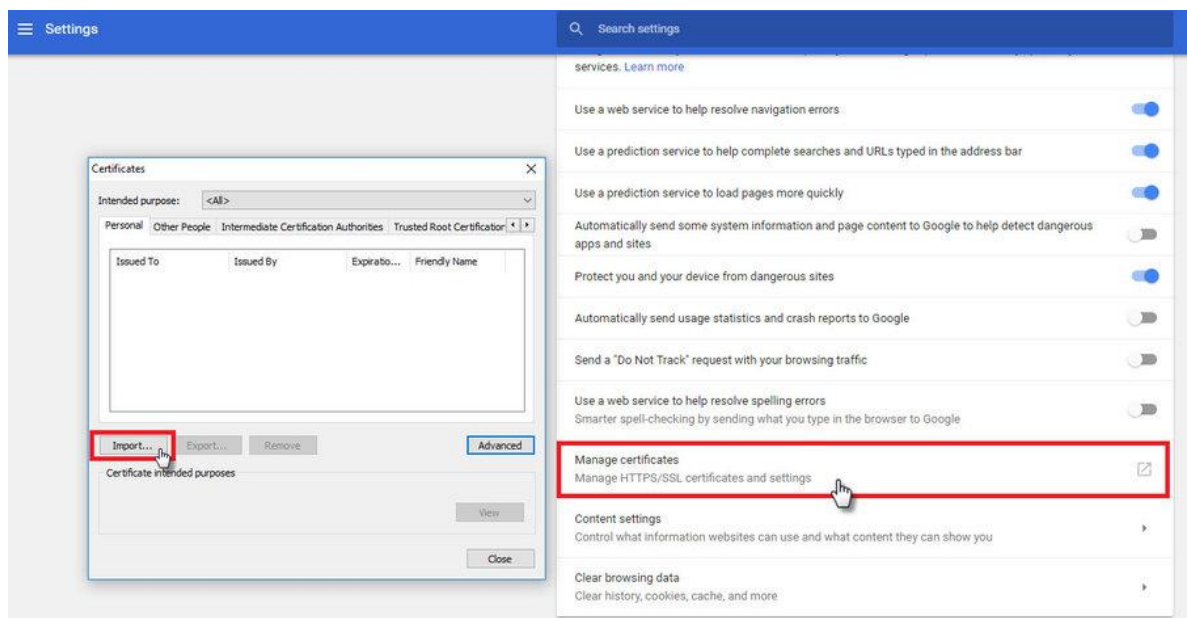 Settings
Search settings
services. Learn more
Use a web service to help resolve navigation errors
Use a prediction service to help complete searches and URLs typed in the address bar
Use a prediction service to load pages more quickly
Automatically send some system information and page content to Google to help detect dangerous
apps and sites
Protect you and your device from dangerous sites
Automatically send usage statistics and crash reports to Google
Send a "Do Not Track" request with your browsing traffic
Use a web service to help resolve spelling errors
Smarter spell-checking by sending what you type in the browser to Google
Manage certificates
Manage HTTPS/SSL certificates and settings
Content settings
Control what information websites can use and what content they can show you
Clear browsing data
Clear history, cookies, cache, and more
Certificates
Intended purpose: <All>
Personal Other People Intermediate Certification Authorities Trusted Root Certification
Issued To Issued By Expiratio... Friendly Name
Import... Export... Remove Advanced
Certificate intended purposes
View
Close